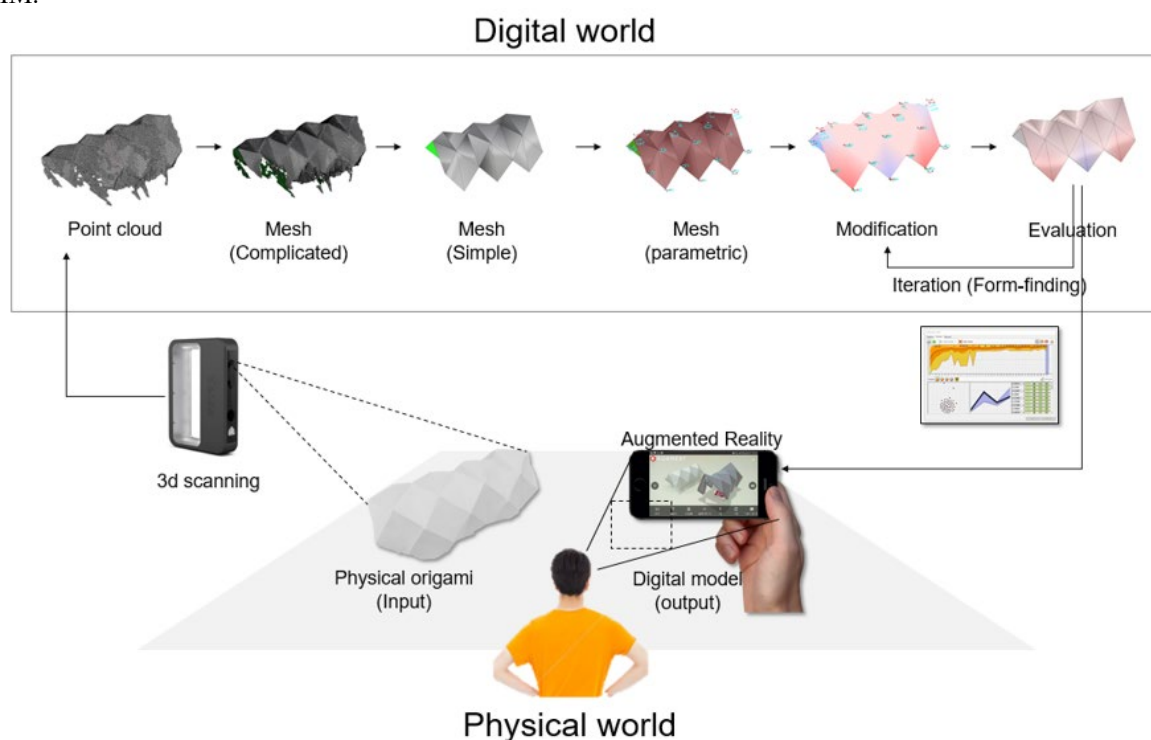 IM.
Digital world
Point cloud
Mesh
(Complicated)
Mesh
(Simple)
Mesh
(parametric)
Modification
Evaluation
Iteration (Form-finding)
3d scanning
Augmented Reality
Physical origami
(Input)
Digital model
(output)
Physical world